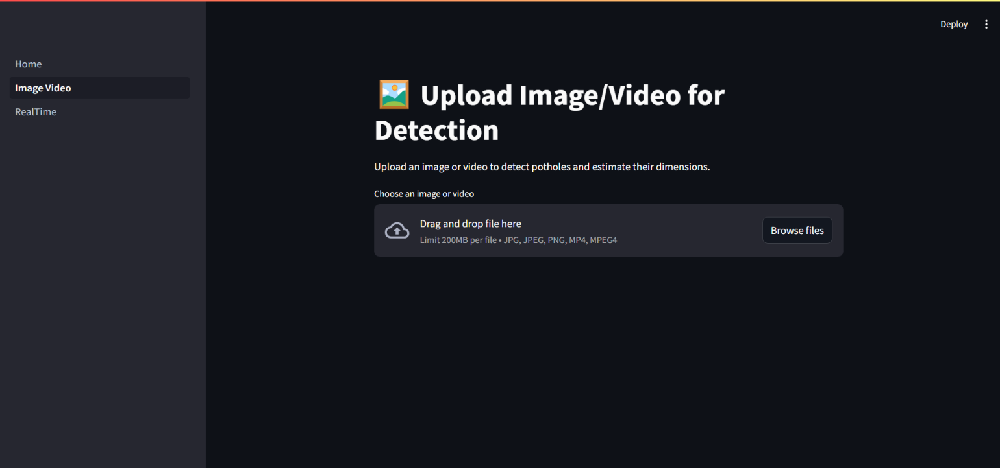 Deploy
Home
Image Video
RealTime
Upload Image/Video for
Detection
Upload an image or video to detect potholes and estimate their dimensions.
Choose an image or video
Drag and drop file here
Limit 200MB per file • JPG, JPEG, PNG, MP4, MPEG4
Browse files